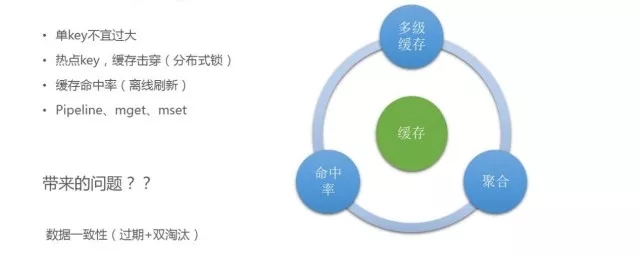 单key不宜过大
热点key，缓存击穿（分布式锁）
缓存命中率（离线刷新）
Pipeline、mget、mset
带来的问题？？
数据一致性（过期+双淘汰）
多级
缓存
缓存
命中
率
聚合